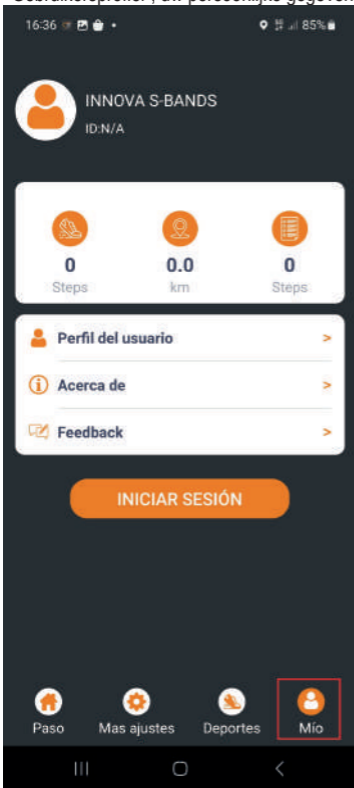 16:36
85%
INNOVA S-BANDS
ID:N/A
0 0.0 0
Steps km Steps
Perfil del usuario >
Acerca de >
Feedback >
INICIAR SESIÓN
Paso Mas ajustes Deportes Mío